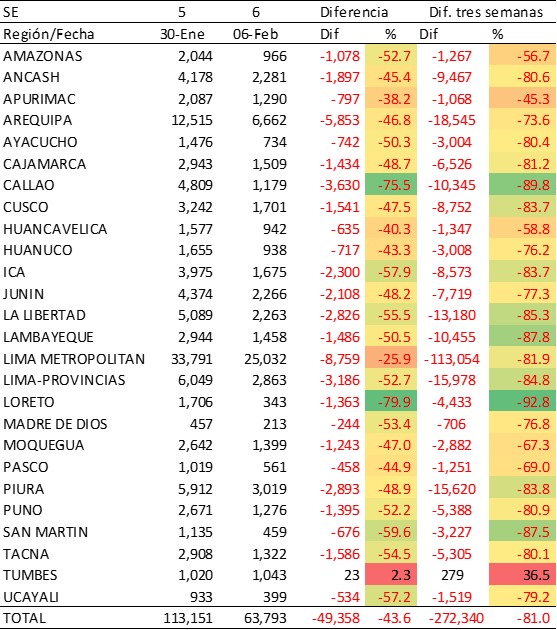 SE 5 6 Diferencia Dif. tres semanas
Región/Fecha 30-Ene 06-Feb Dif % Dif %
AMAZONAS 2,044 966 -1,078 -52.7 -1,267 -56.7
ANCASH 4,178 2,281 -1,897 -45.4 -9,467 -80.6
APURIMAC 2,087 1,290 -797 -38.2 -1,068 -45.3
AREQUIPA 12,515 6,662 -5,853 -46.8 -18,545 -73.6
AYACUCHO 1,476 734 -742 -50.3 -3,004 -80.4
CAJAMARCA 2,943 1,509 -1,434 -48.7 -6,526 -81.2
CALLAO 4,809 1,179 -3,630 -75.5 -10,345 -89.8
CUSCO 3,242 1,701 -1,541 -47.5 -8,752 -83.7
HUANCAVELICA 1,577 942 -635 -40.3 -1,347 -58.8
HUANUCO 1,655 938 -717 -43.3 -3,008 -76.2
ICA 3,975 1,675 -2,300 -57.9 -8,573 -83.7
JUNIN 4,374 2,266 -2,108 -48.2 -7,719 -77.3
LA LIBERTAD 5,089 2,263 -2,826 -55.5 -13,180 -85.3
LAMBAYEQUE 2,944 1,458 -1,486 -50.5 -10,455 -87.8
LIMA METROPOLITAN 33,791 25,032 -8,759 -25.9 -113,054 -81.9
LIMA-PROVINCIAS 6,049 2,863 -3,186 -52.7 -15,978 -84.8
LORETO 1,706 343 -1,363 -79.9 -4,433 -92.8
MADRE DE DIOS 457 213 -244 -53.4 -706 -76.8
MOQUEGUA 2,642 1,399 -1,243 -47.0 -2,882 -67.3
PASCO 1,019 561 -458 -44.9 -1,251 -69.0
PIURA 5,912 3,019 -2,893 -48.9 -15,620 -83.8
PUNO 2,671 1,276 -1,395 -52.2 -5,388 -80.9
SAN MARTIN 1,135 459 -676 -59.6 -3,227 -87.5
TACNA 2,908 1,322 -1,586 -54.5 -5,305 -80.1
TUMBES 1,020 1,043 23 2.3 279 36.5
UCAYALI 933 399 -534 -57.2 -1,519 -79.2
TOTAL 113,151 63,793 -49,358 -43.6 -272,340 -81.0